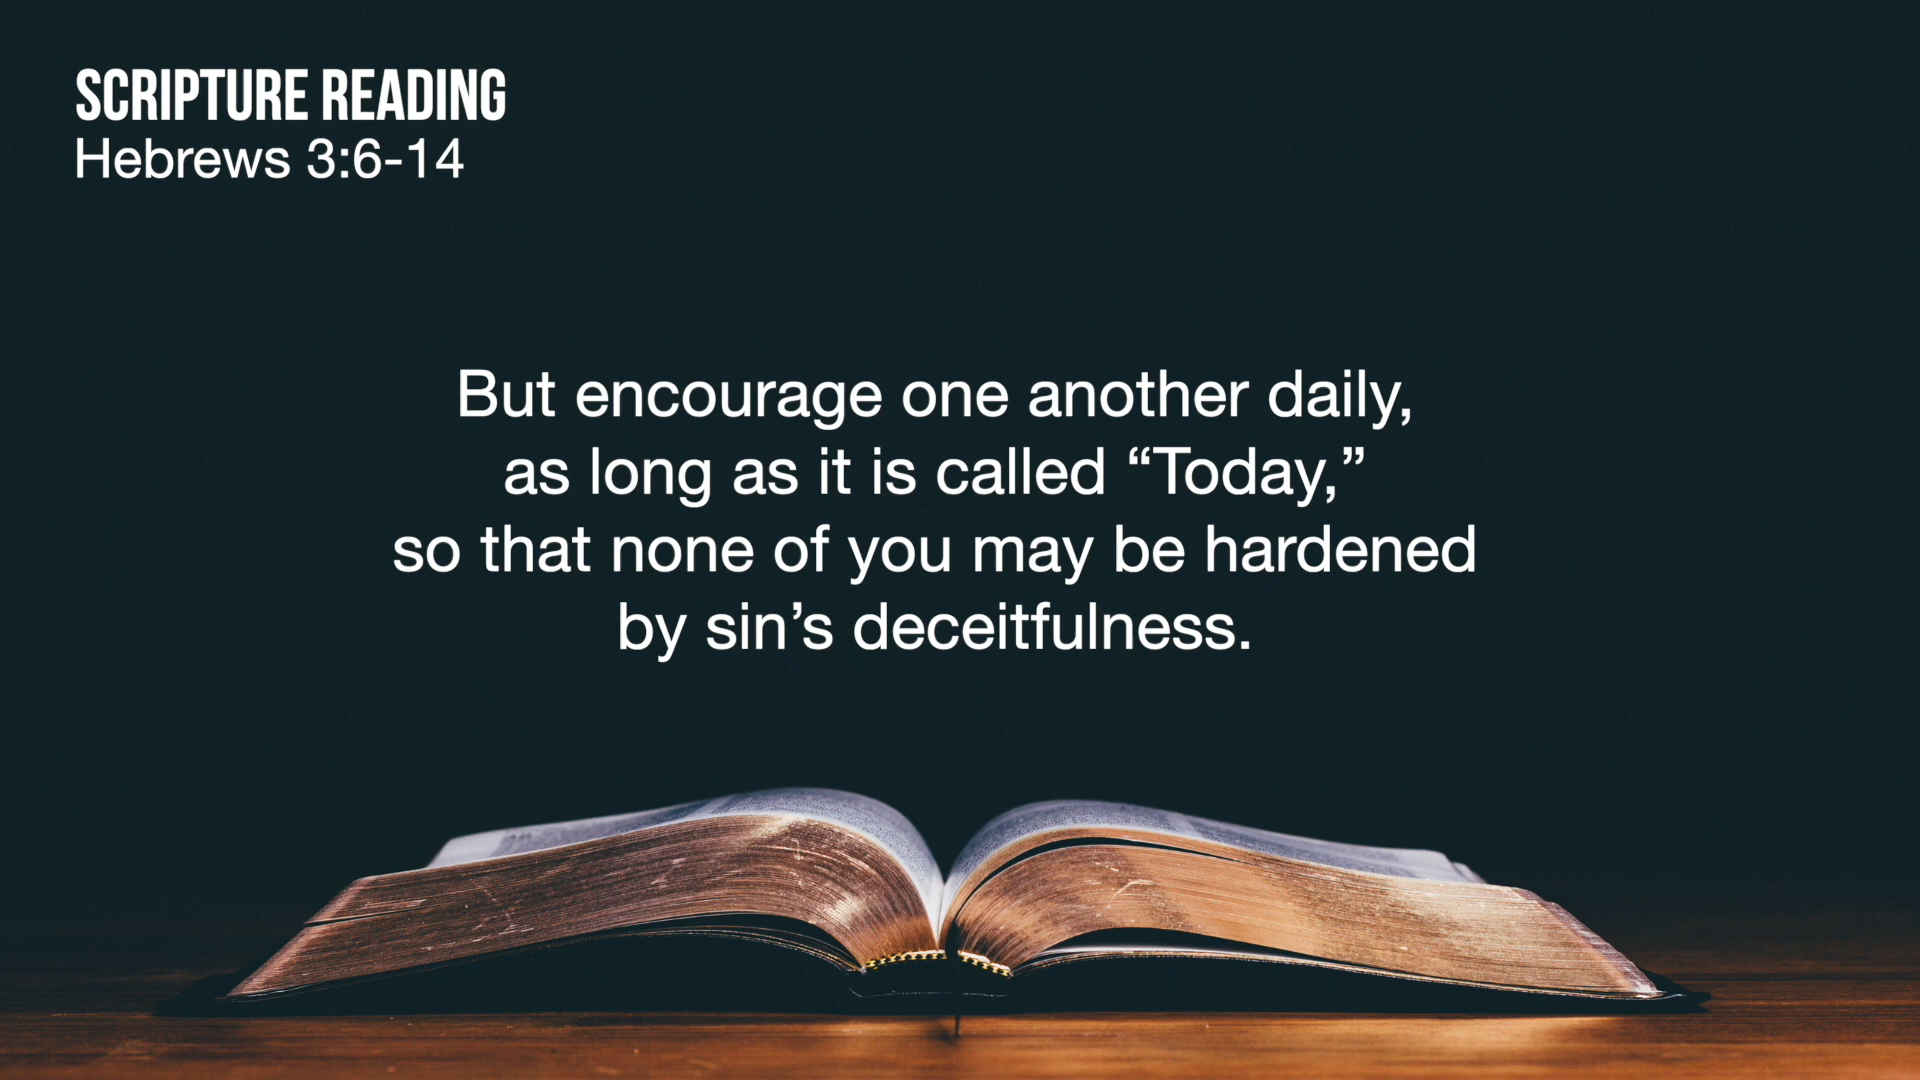 SCRIPTURE READING
Hebrews 3:6-14
But encourage one another daily,
as long as it is called “Today,”
so that none of you may be hardened
by sin’s deceitfulness.